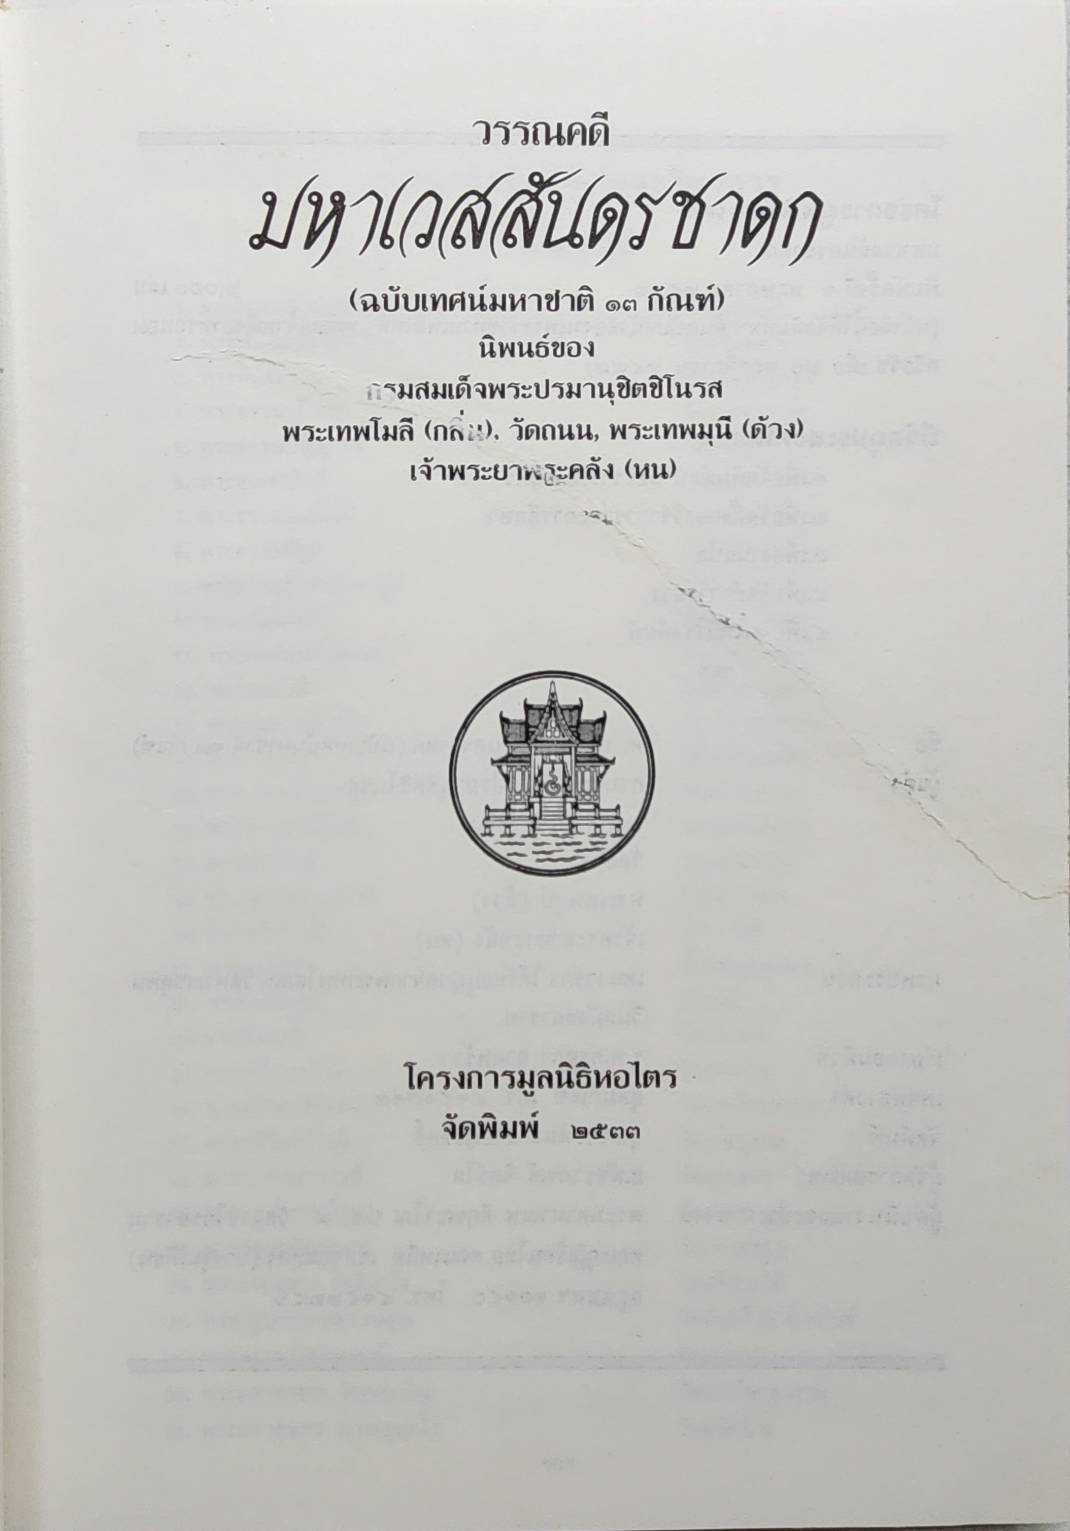 วรรณคดี
มหาเวสสันดรชาดก
(ฉบับเทศน์มหาชาติ ๑๓ กัณฑ์)
นิพนธ์ของ
กรมสมเด็จพระปรมานุชิตชิโนรส
พระเทพโมลี (กลิ่น), วัดถนน, พระเทพมุนี (ด้วง)
เจ้าพระยาพระคลัง (หน)
โครงการมูลนิธิหอไตร
จัดพิมพ์ ๒๕๓๓